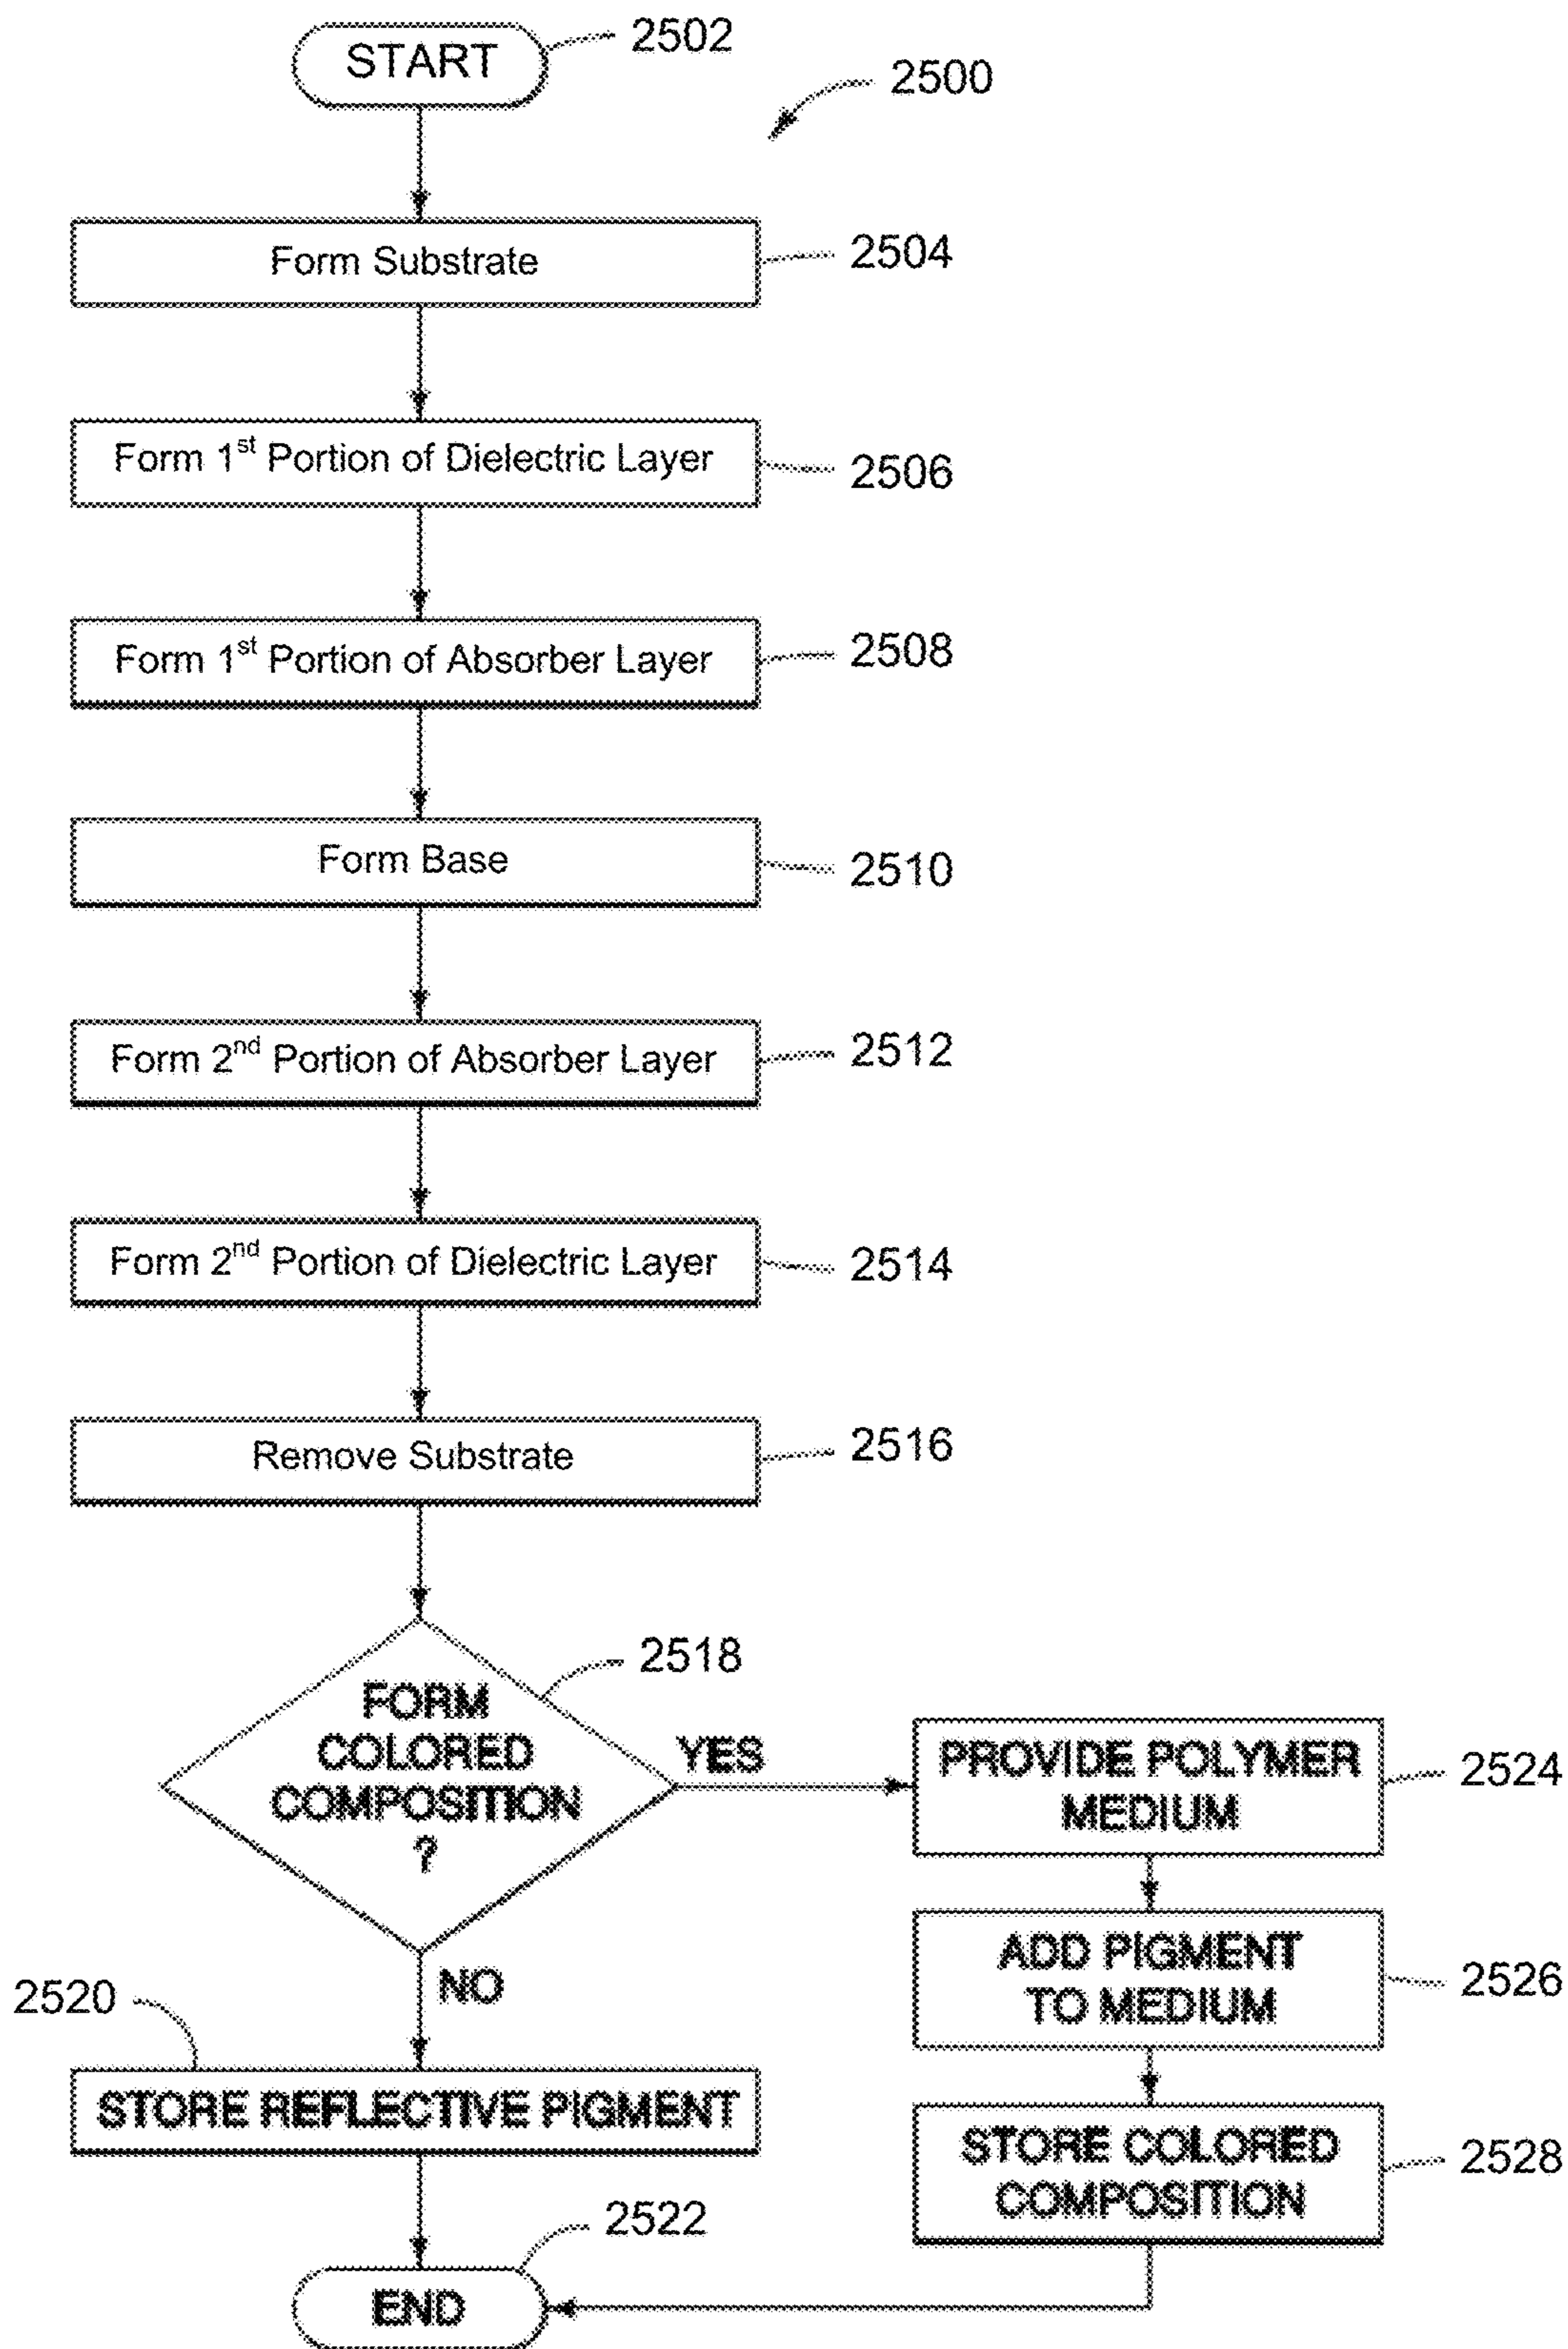 START
2502
2500
Form Substrate
2504
Form 1st Portion of Dielectric Layer
2506
Form 1st Portion of Absorber Layer
2508
Form Base
2510
Form 2nd Portion of Absorber Layer
2512
Form 2nd Portion of Dielectric Layer
2514
Remove Substrate
2516
FORM
COLORED
COMPOSITION
?
2518
YES
PROVIDE POLYMER
MEDIUM
2524
ADD PIGMENT
TO MEDIUM
2526
NO
2520
STORE REFLECTIVE PIGMENT
STORE COLORED
COMPOSITION
2528
2522
END